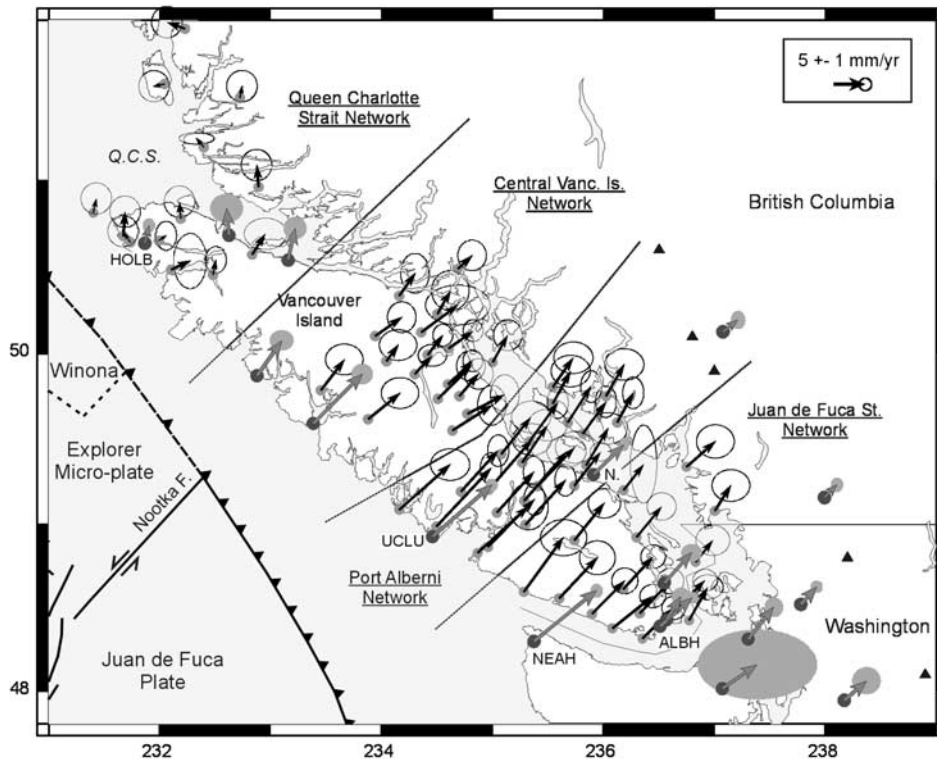 5 +- 1 mm/yr
Queen Charlotte
Strait Network
Q.C.S.
Central Vanc. Is.
Network
British Columbia
HOLB
Vancouver
Island
50
Winona
Juan de Fuca St.
Network
Explorer
Micro-plate
Nootka F.
N.
UCLU
Port Alberni
Network
Washington
NEAH
ALBH
Juan de Fuca
Plate
48
232
234
236
238